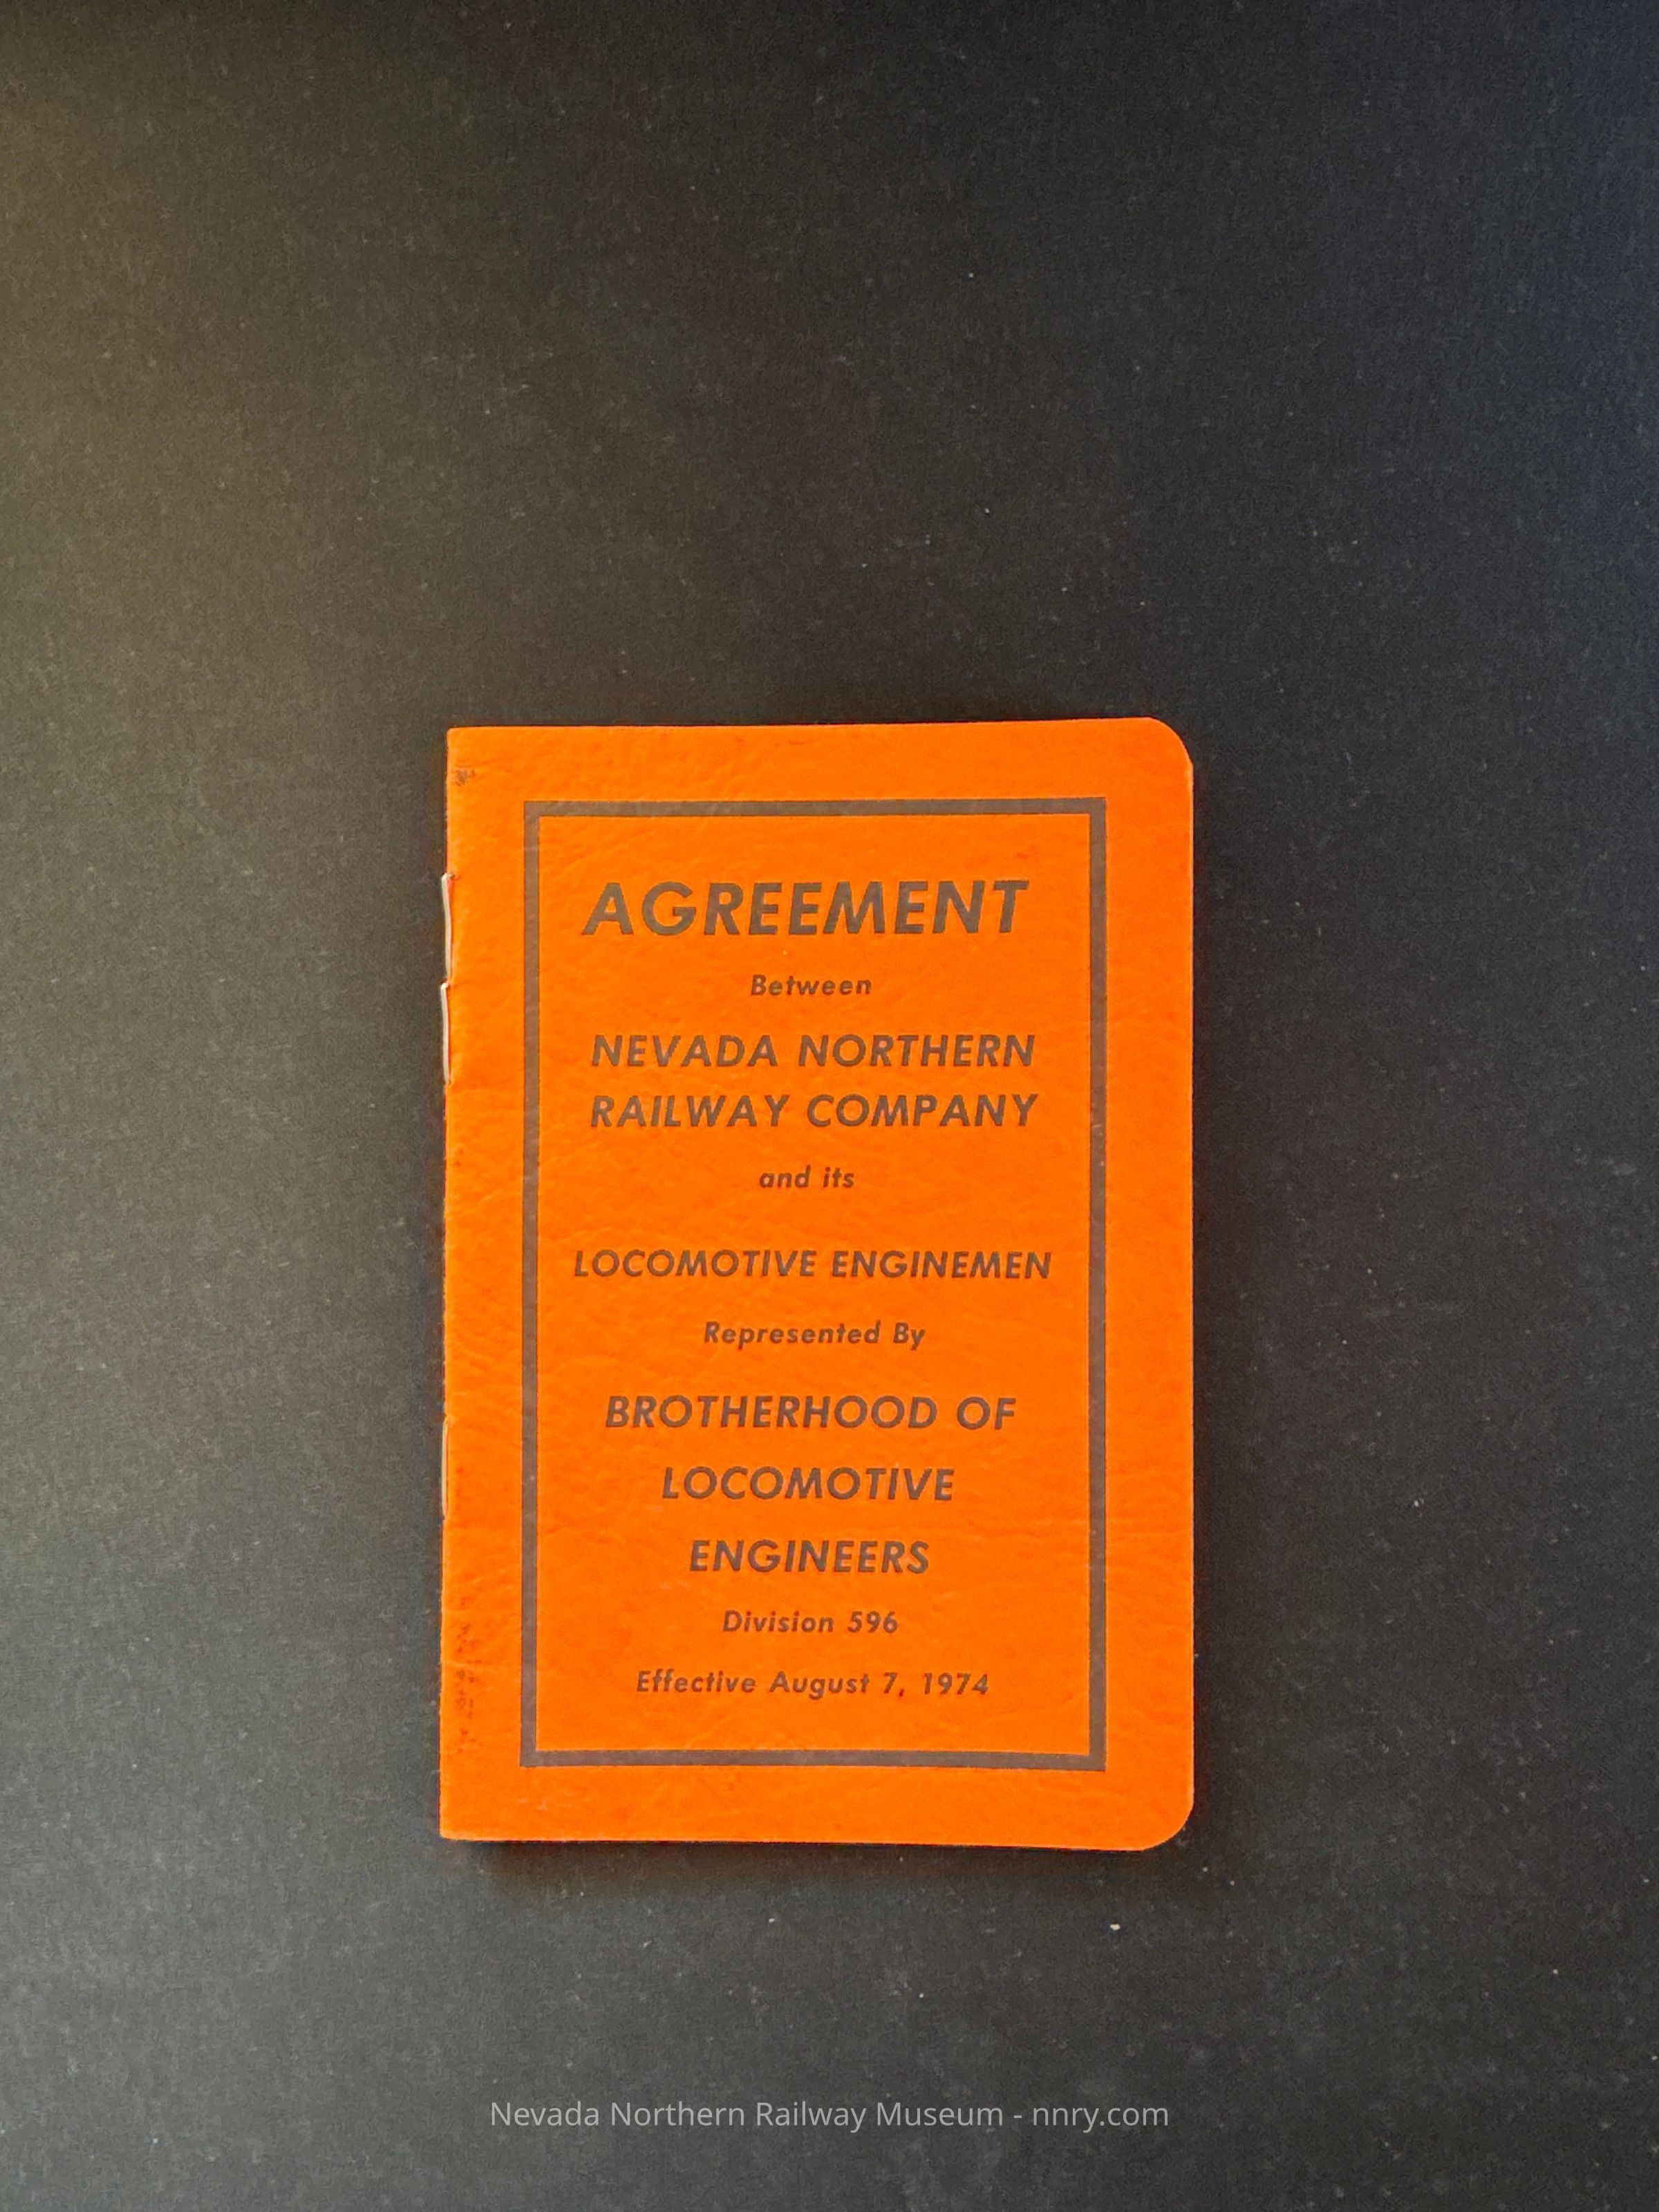 AGREEMENT
Between
NEVADA NORTHERN
RAILWAY COMPANY
and its
LOCOMOTIVE ENGINEMEN
Represented By
BROTHERHOOD OF
LOCOMOTIVE
ENGINEERS
Division 596
Effective August 7, 1974
Nevada Northern Railway Museum - nnry.com